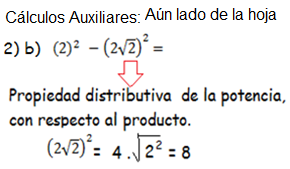 Cálculos Auxiliares: Aún lado de la hoja
2) b) (2)² − (2√2)² =
Propiedad distributiva de la potencia,
con respecto al producto.
(2√2)² = 4 . √2² = 8